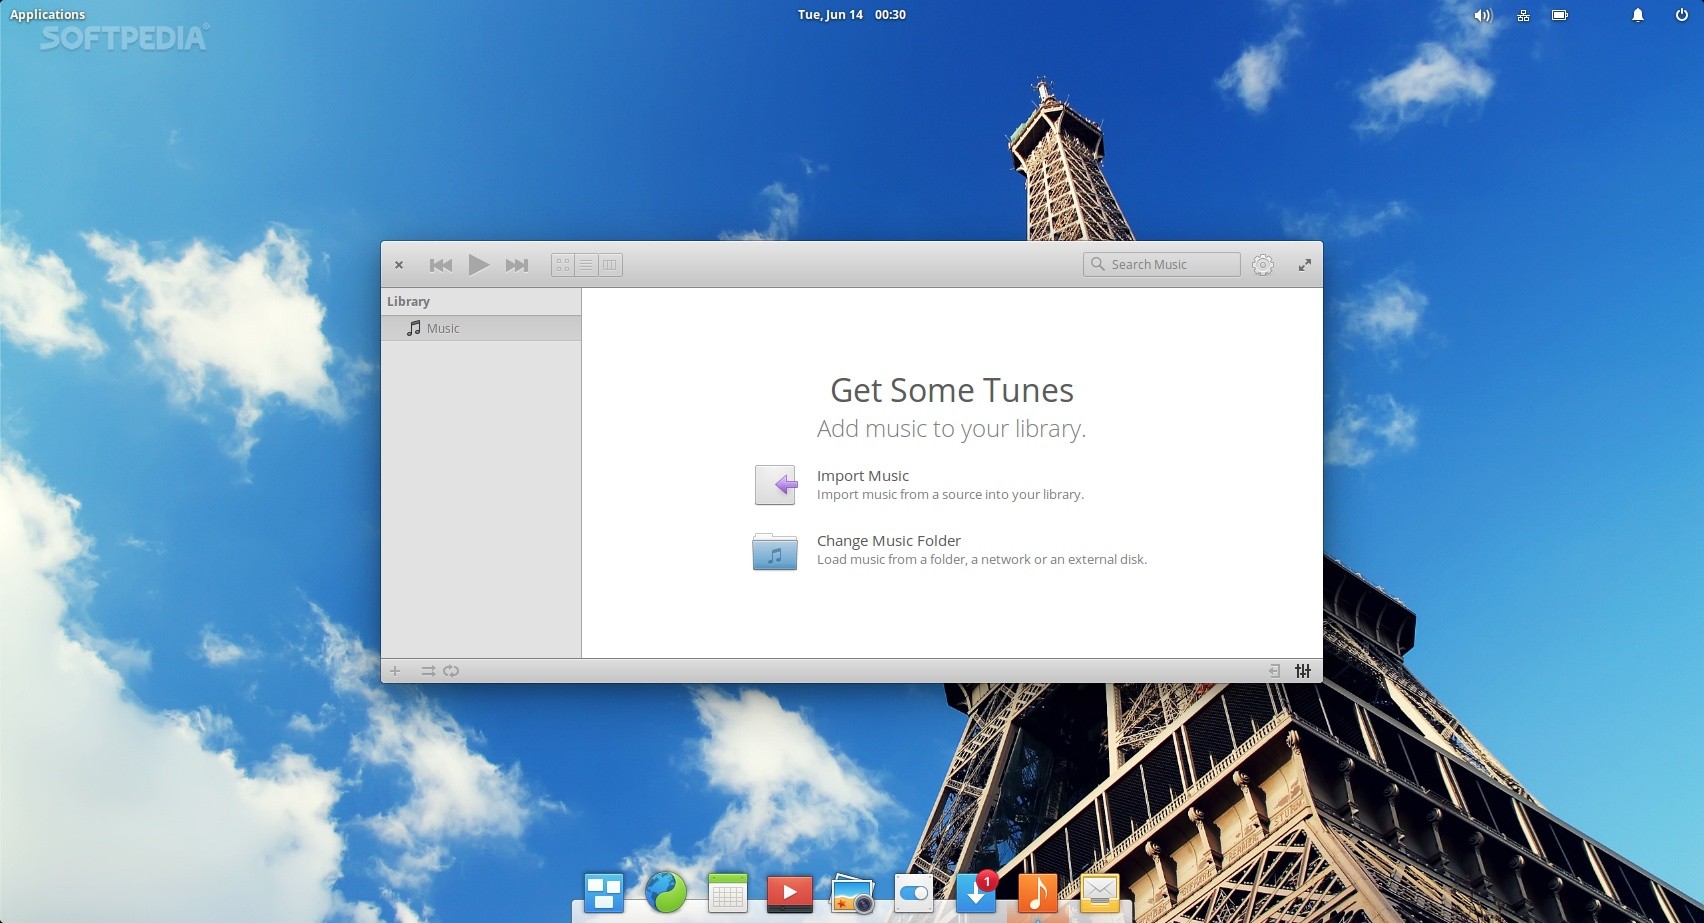 Applications
Tue, Jun 14 00:30
SOFTPEDIA®
Search Music
Library
Music
Get Some Tunes
Add music to your library.
Import Music
Import music from a source into your library.
Change Music Folder
Load music from a folder, a network or an external disk.
1